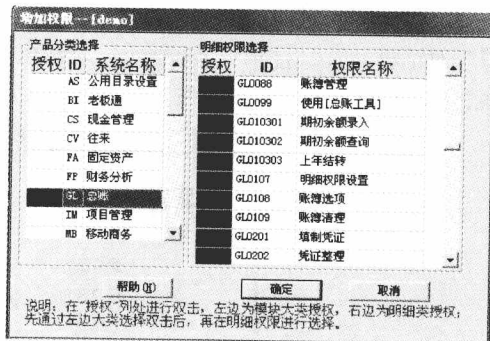 增加权限--[demo]
产品分类选择
授权 ID 系统名称
AS 公用目录设置
BI 老板通
CS 现金管理
CV 往来
FA 固定资产
FP 财务分析
GL 总账
IM 项目管理
MB 移动商务
明细权限选择
授权 ID 权限名称
GL0088 账簿管理
GL0099 使用[总账工具]
GL010301 期初余额录入
GL010302 期初余额查询
GL010303 上年结转
GL0107 明细权限设置
GL0108 账簿选项
GL0109 账簿清理
GL0201 填制凭证
GL0202 凭证整理
帮助(H) 确定 取消
说明：在"授权"列处进行双击，左边为模块大类授权，右边为明细类授权；
先通过左边大类选择双击后，再在明细权限进行选择。